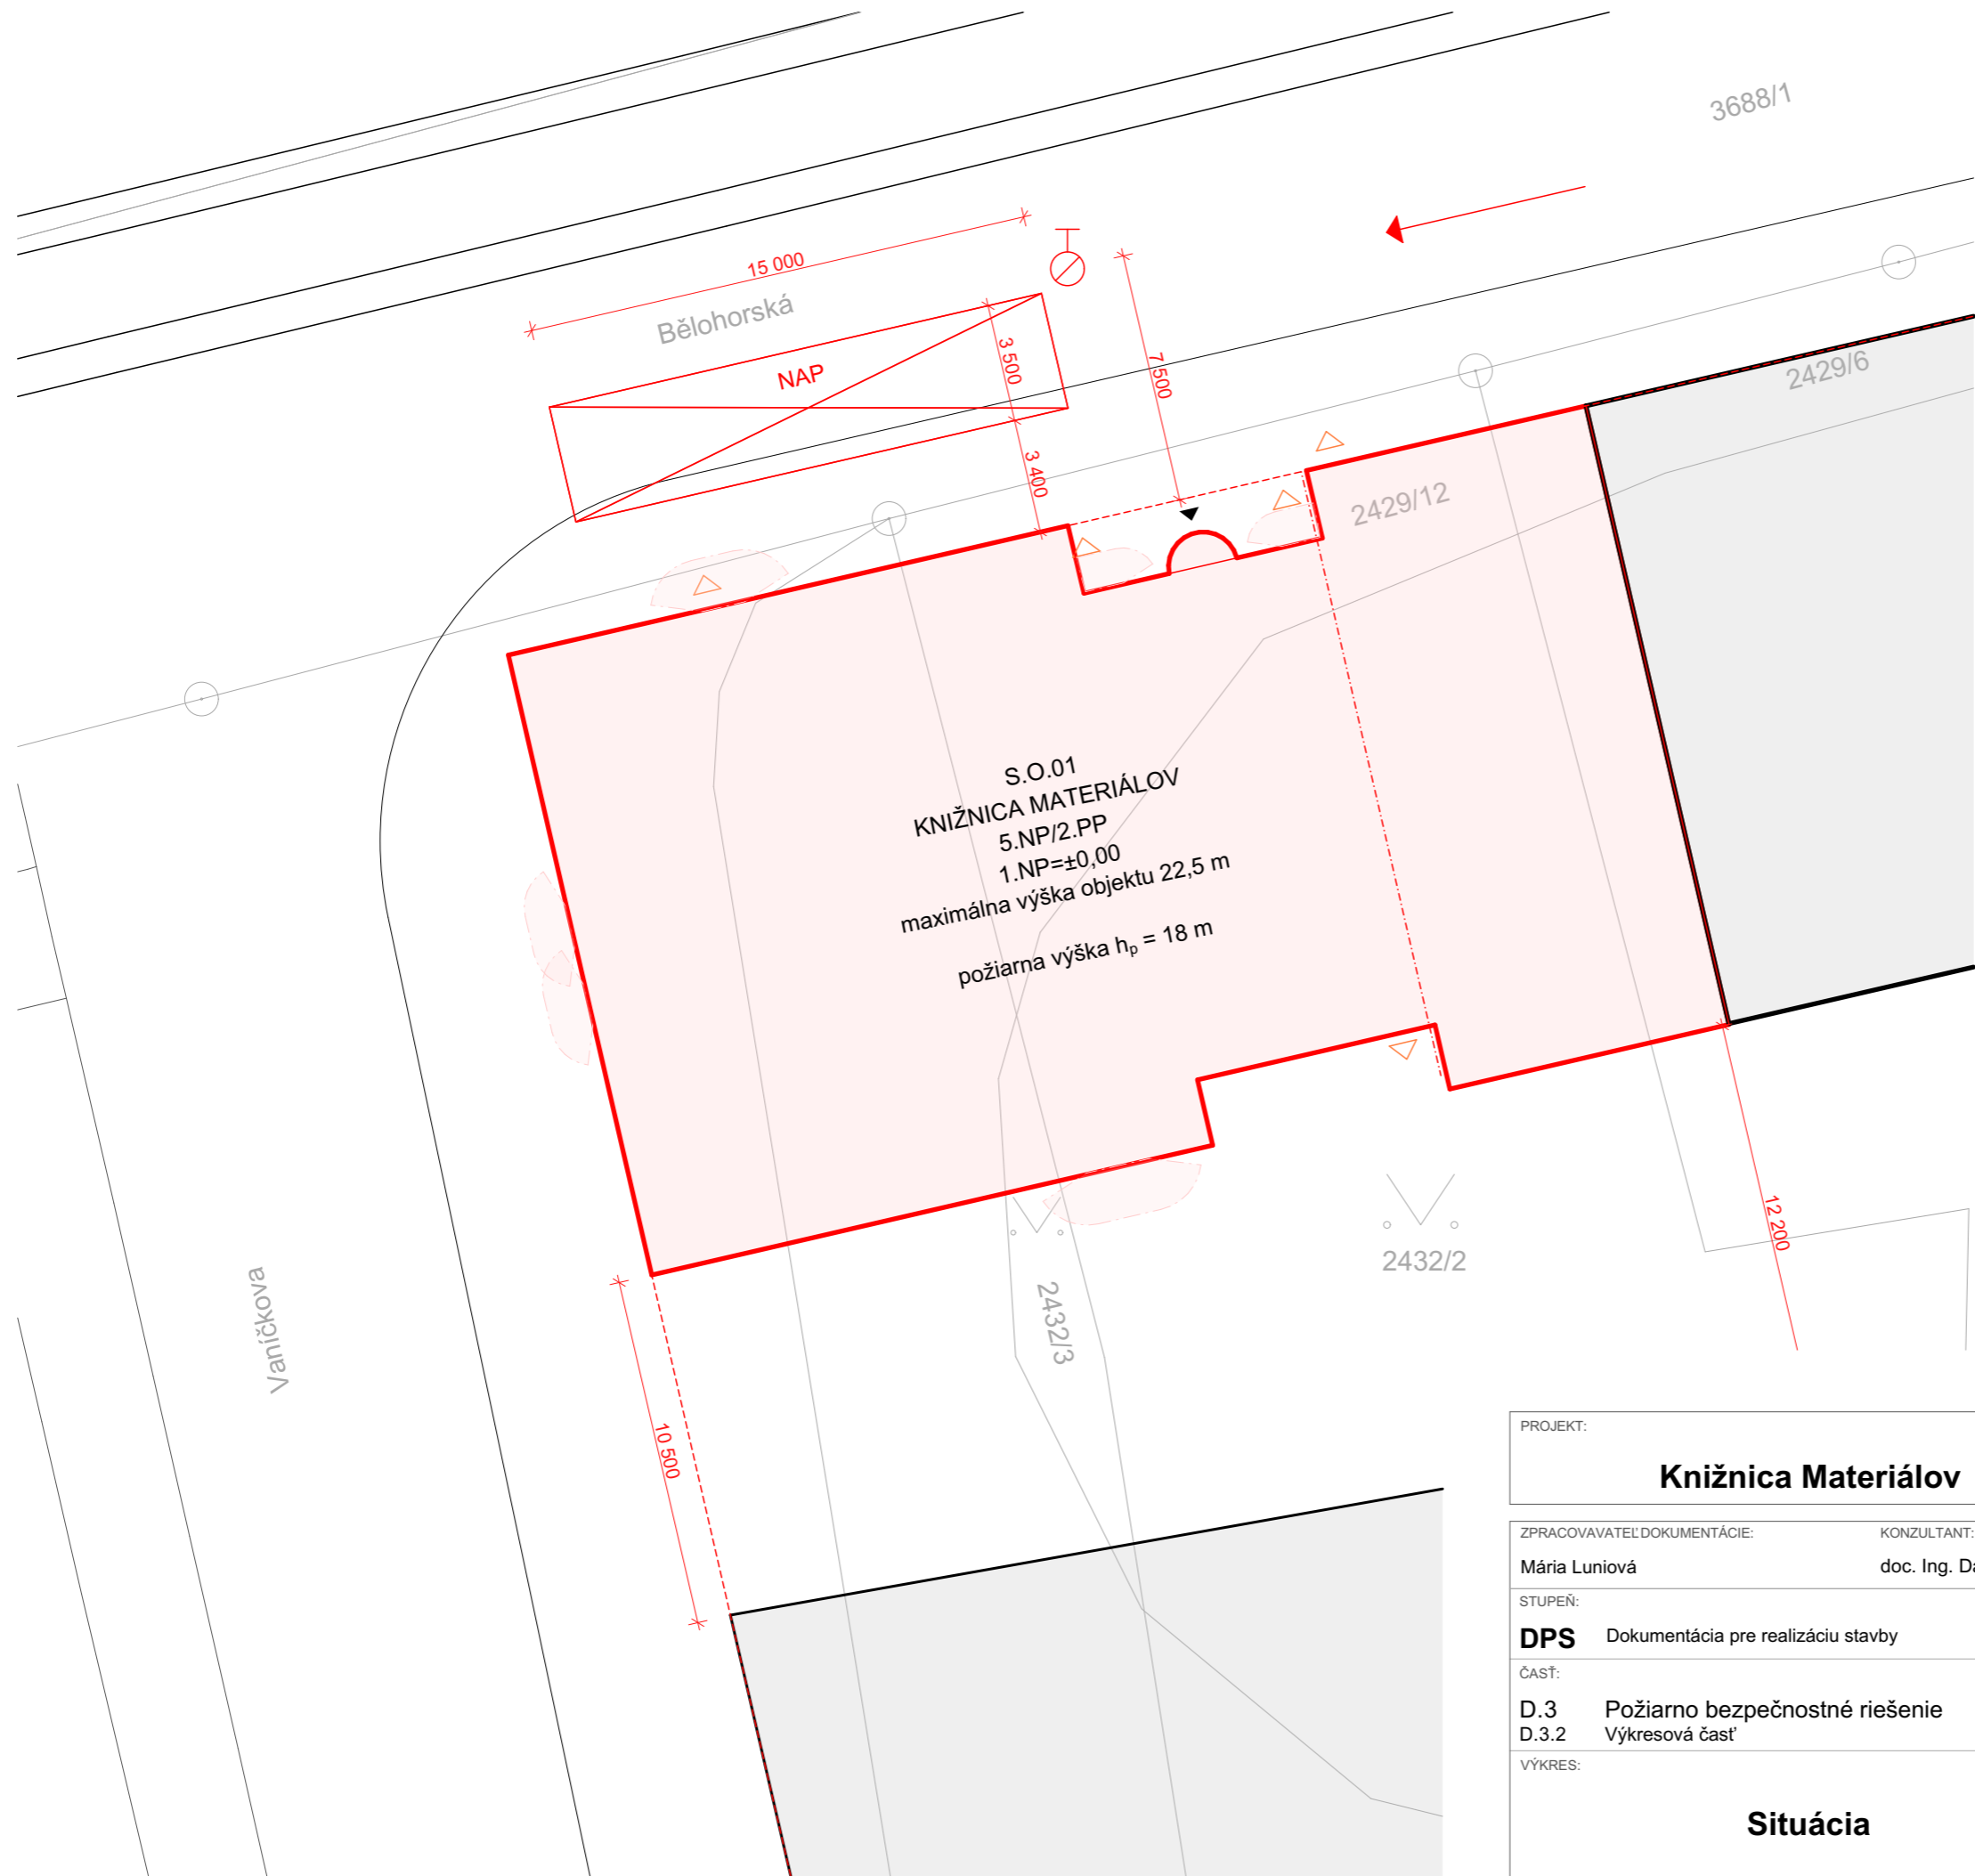 3688/1
15 000
Bělohorská
NAP
3 500
7 500
3 400
2429/6
2429/12
S.O.01
KNIŽNICA MATERIÁLOV
5.NP/2.PP
1.NP=±0,00
maximálna výška objektu 22,5 m
požiarna výška hp = 18 m
12 200
2432/2
2432/3
Vaníčkova
10 500
PROJEKT:
Knižnica Materiálov
ZPRACOVAVATEĽ DOKUMENTÁCIE:
KONZULTANT:
Mária Luniová
doc. Ing. Da
STUPEŇ:
DPS Dokumentácia pre realizáciu stavby
ČASŤ:
D.3 Požiarno bezpečnostné riešenie
D.3.2 Výkresová časť
VÝKRES:
Situácia